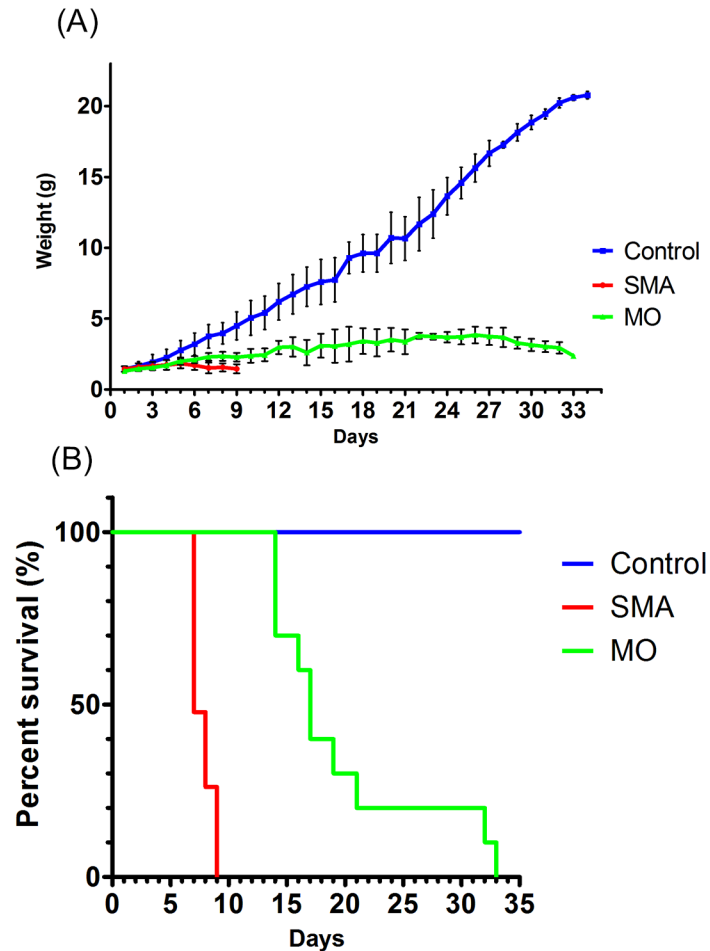 (A)
Weight (g)
20
15
10
5
0
0 3 6 9 12 15 18 21 24 27 30 33
Days
Control
SMA
MO
(B)
Percent survival (%)
100
50
0
0 5 10 15 20 25 30 35
Days
Control
SMA
MO